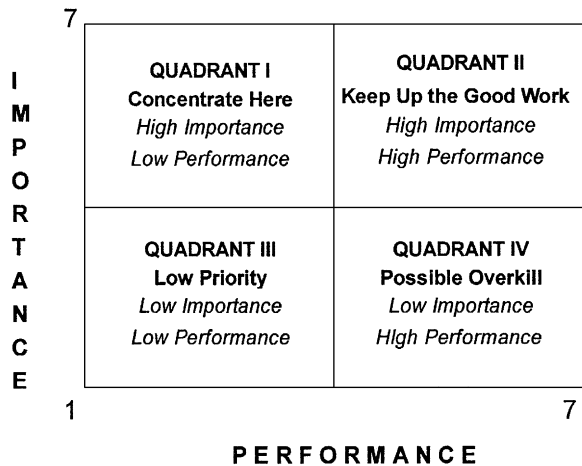 7
IMPORTANCE
QUADRANT I
Concentrate Here
High Importance
Low Performance
QUADRANT II
Keep Up the Good Work
High Importance
High Performance
QUADRANT III
Low Priority
Low Importance
Low Performance
QUADRANT IV
Possible Overkill
Low Importance
HIgh Performance
1
7
PERFORMANCE